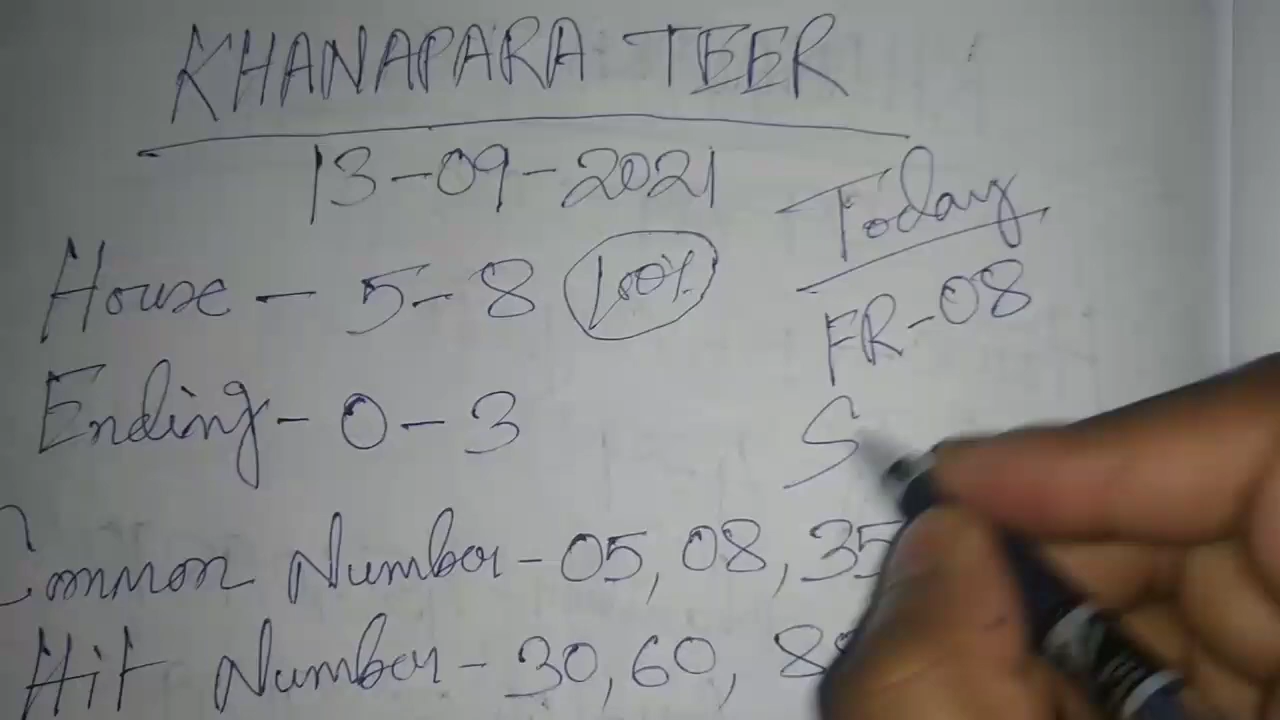 KHANAPARA TEER
13-09-2021
House - 5-8 100%
Ending - 0-3
Common Number - 05, 08, 35
Hit Number - 30, 60,
Today
FR-08
S